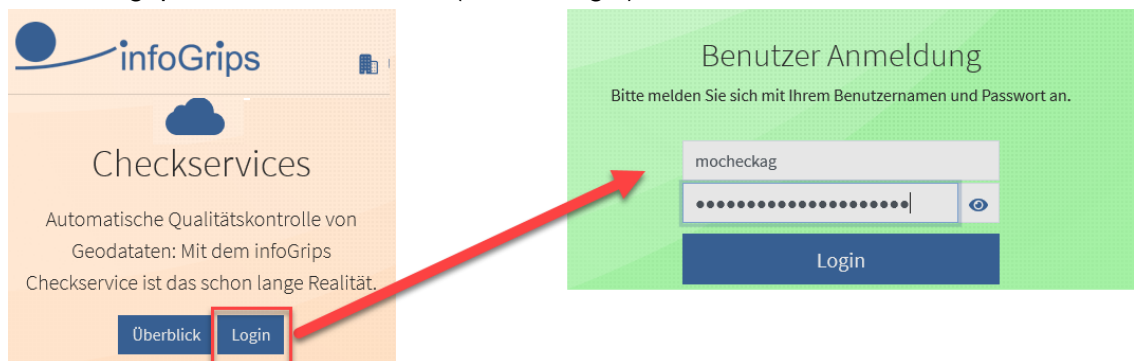 infoGrips
Checkservices
Automatische Qualitätskontrolle von
Geodataten: Mit dem infoGrips
Checkservice ist das schon lange Realität.
Überblick
Login
Benutzer Anmeldung
Bitte melden Sie sich mit Ihrem Benutzernamen und Passwort an.
mocheckag
•••••••••••••••••••••
Login